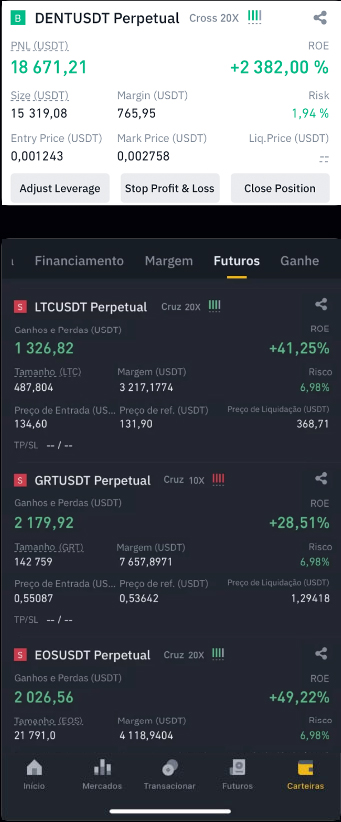 B DENTUSDT Perpetual Cross 20X
PNL (USDT) ROE
18 671,21 +2 382,00 %
Size (USDT) Margin (USDT) Risk
15 319,08 765,95 1,94 %
Entry Price (USDT) Mark Price (USDT) Liq.Price (USDT)
0,001243 0,002758 --
Adjust Leverage Stop Profit & Loss Close Position
Financiamento Margem Futuros Ganhe
S LTCUSDT Perpetual Cruz 20X
Ganhos e Perdas (USDT) ROE
1 326,82 +41,25%
Tamanho (LTC) Margem (USDT) Risco
487,804 3 217,1774 6,98%
Preço de Entrada (US... Preço de ref. (USDT) Preço de Liquidação (USDT)
134,60 131,90 368,71
TP/SL -- / --
S GRTUSDT Perpetual Cruz 10X
Ganhos e Perdas (USDT) ROE
2 179,92 +28,51%
Tamanho (GRT) Margem (USDT) Risco
142 759 7 657,8971 6,98%
Preço de Entrada (US... Preço de ref. (USDT) Preço de Liquidação (USDT)
0,55087 0,53642 1,29418
TP/SL -- / --
S EOSUSDT Perpetual Cruz 20X
Ganhos e Perdas (USDT) ROE
2 026,56 +49,22%
Tamanho (EOS) Margem (USDT) Risco
21 791,0 4 118,9404 6,98%
Início Mercados Transacionar Futuros Carteiras